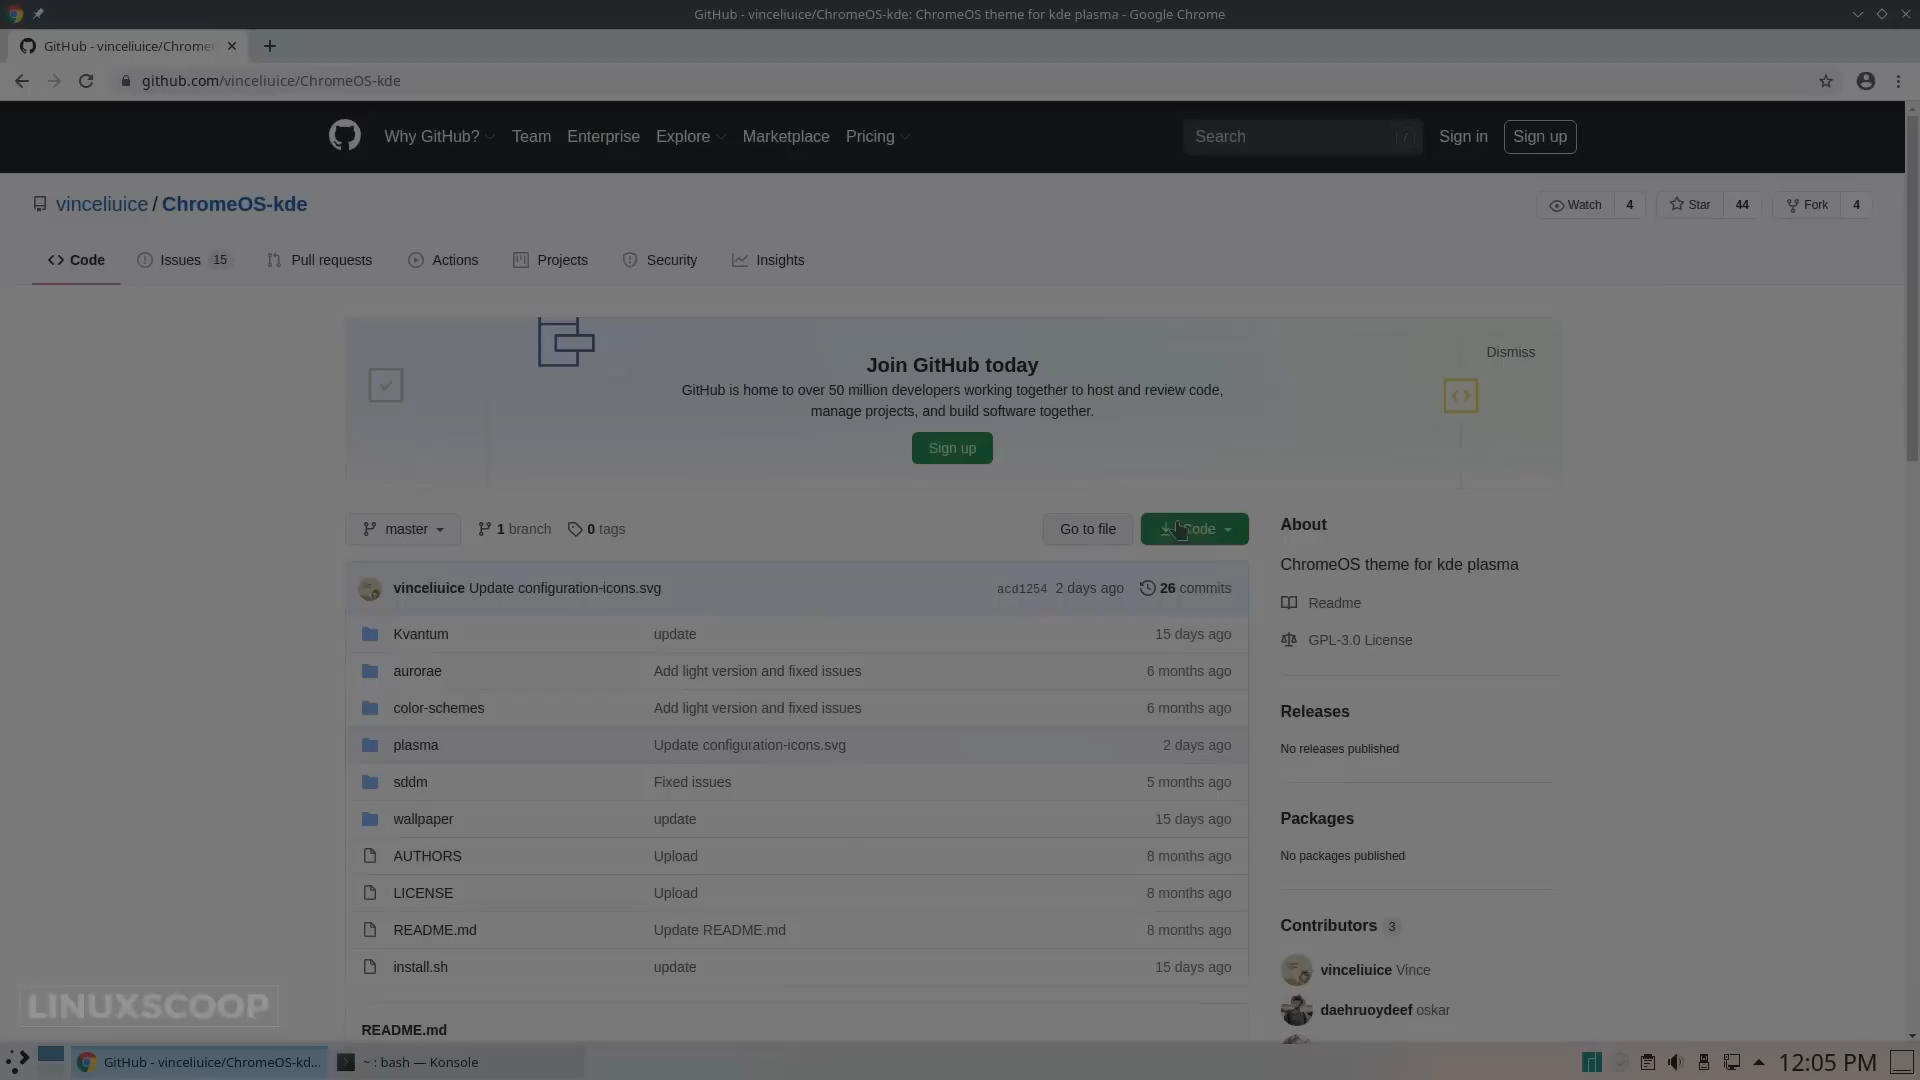 GitHub - vinceliuice/ChromeOS-kde: ChromeOS theme for kde plasma - Google Chrome
GitHub - vinceliuice/Chrome
github.com/vinceliuice/ChromeOS-kde
Why GitHub? Team Enterprise Explore Marketplace Pricing Search / Sign in Sign up
vinceliuice / ChromeOS-kde Watch 4 Star 44 Fork 4
Code Issues 15 Pull requests Actions Projects Security Insights
Dismiss
Join GitHub today
GitHub is home to over 50 million developers working together to host and review code,
manage projects, and build software together.
Sign up
master 1 branch 0 tags Go to file Code
vinceliuice Update configuration-icons.svg acd1254 2 days ago 26 commits
Kvantum update 15 days ago
aurorae Add light version and fixed issues 6 months ago
color-schemes Add light version and fixed issues 6 months ago
plasma Update configuration-icons.svg 2 days ago
sddm Fixed issues 5 months ago
wallpaper update 15 days ago
AUTHORS Upload 8 months ago
LICENSE Upload 8 months ago
README.md Update README.md 8 months ago
install.sh update 15 days ago
README.md
About
ChromeOS theme for kde plasma
Readme
GPL-3.0 License
Releases
No releases published
Packages
No packages published
Contributors 3
vinceliuice Vince
daehruoydeef oskar
LINUXSCOOP
GitHub - vinceliuice/ChromeOS-kd... ~ : bash — Konsole 12:05 PM